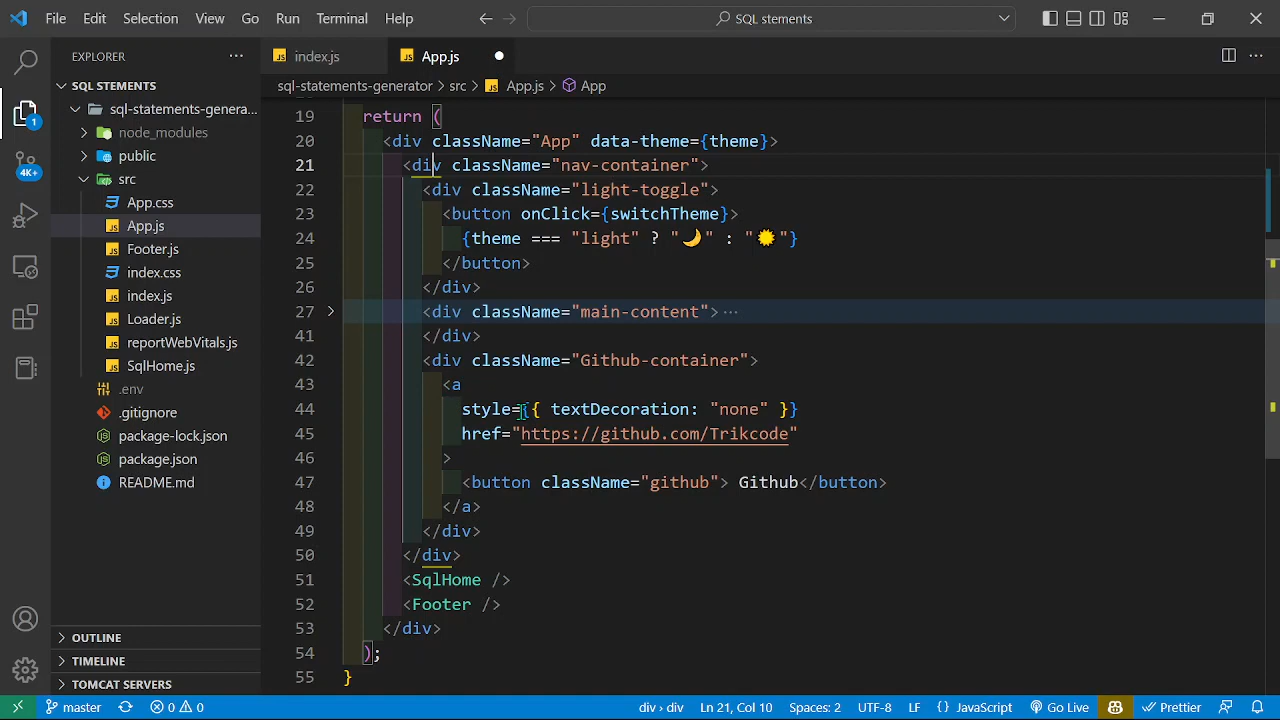 File Edit Selection View Go Run Terminal Help SQL stements
EXPLORER
index.js App.js
SQL STEMENTS
sql-statements-generator > src > App.js > App
sql-statements-genera...
node_modules
public
src
App.css
App.js
Footer.js
index.css
index.js
Loader.js
reportWebVitals.js
SqlHome.js
.env
.gitignore
package-lock.json
package.json
README.md
OUTLINE
TIMELINE
TOMCAT SERVERS
1
4K+
19 return (
20 <div className="App" data-theme={theme}>
21 <div className="nav-container">
22 <div className="light-toggle">
23 <button onClick={switchTheme}>
24 {theme === "light" ? "🌙" : "🌞"}
25 </button>
26 </div>
27 <div className="main-content">···
41 </div>
42 <div className="Github-container">
43 <a
44 style={{ textDecoration: "none" }}
45 href="https://github.com/Trikcode"
46 >
47 <button className="github"> Github</button>
48 </a>
49 </div>
50 </div>
51 <SqlHome />
52 <Footer />
53 </div>
54 );
55 }
master 0 0 div > div Ln 21, Col 10 Spaces: 2 UTF-8 LF {} JavaScript Go Live Prettier